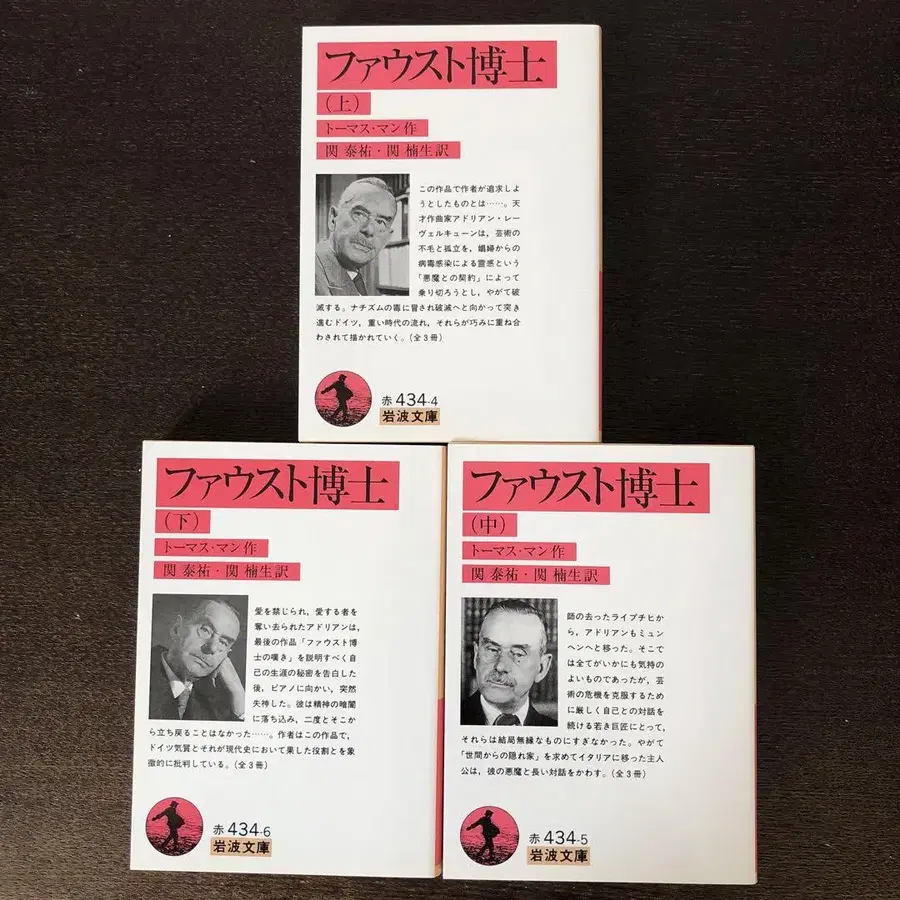 ファウスト博士
(上)
トーマス・マン作
関 泰祐・関 楠生訳
この作品で作者が追求しよ
うとしたものとは……。天
才作曲家アドリアン・レー
ヴェルキューンは,芸術の
不毛と孤立を,娼婦からの
病毒感染による霊感という
「悪魔との契約」によって
乗り切ろうとし,やがて破
滅する。ナチズムの毒に冒され破滅へと向かって突き
進むドイツ,重い時代の流れ,それらが巧みに重ね合
わされて描かれていく。(全3冊)
赤 434-4
岩波文庫
ファウスト博士
(下)
トーマス・マン作
関 泰祐・関 楠生訳
愛を禁じられ,愛する者を
奪い去られたアドリアンは,
最後の作品「ファウスト博
士の嘆き」を説明すべく自
己の生涯の秘密を告白した
後,ピアノに向かい,突然
失神した。彼は精神の暗闇
に落ち込み,二度とそこか
ら立ち戻ることはなかった……。作者はこの作品で,
ドイツ気質とそれが現代史において果した役割とを象
徴的に批判している。(全3冊)
赤 434-6
岩波文庫
ファウスト博士
(中)
トーマス・マン作
関 泰祐・関 楠生訳
師の去ったライプチヒか
ら,アドリアンもミュン
ヘンへと移った。そこで
は全てがいかにも気持の
よいものであったが,芸
術の危機を克服するため
に厳しく自己との対話を
続ける若き巨匠にとって,
それらは結局無縁なものにすぎなかった。やがて
「世間からの隠れ家」を求めてイタリアに移った主人
公は,彼の悪魔と長い対話をかわす。(全3冊)
赤 434-5
岩波文庫